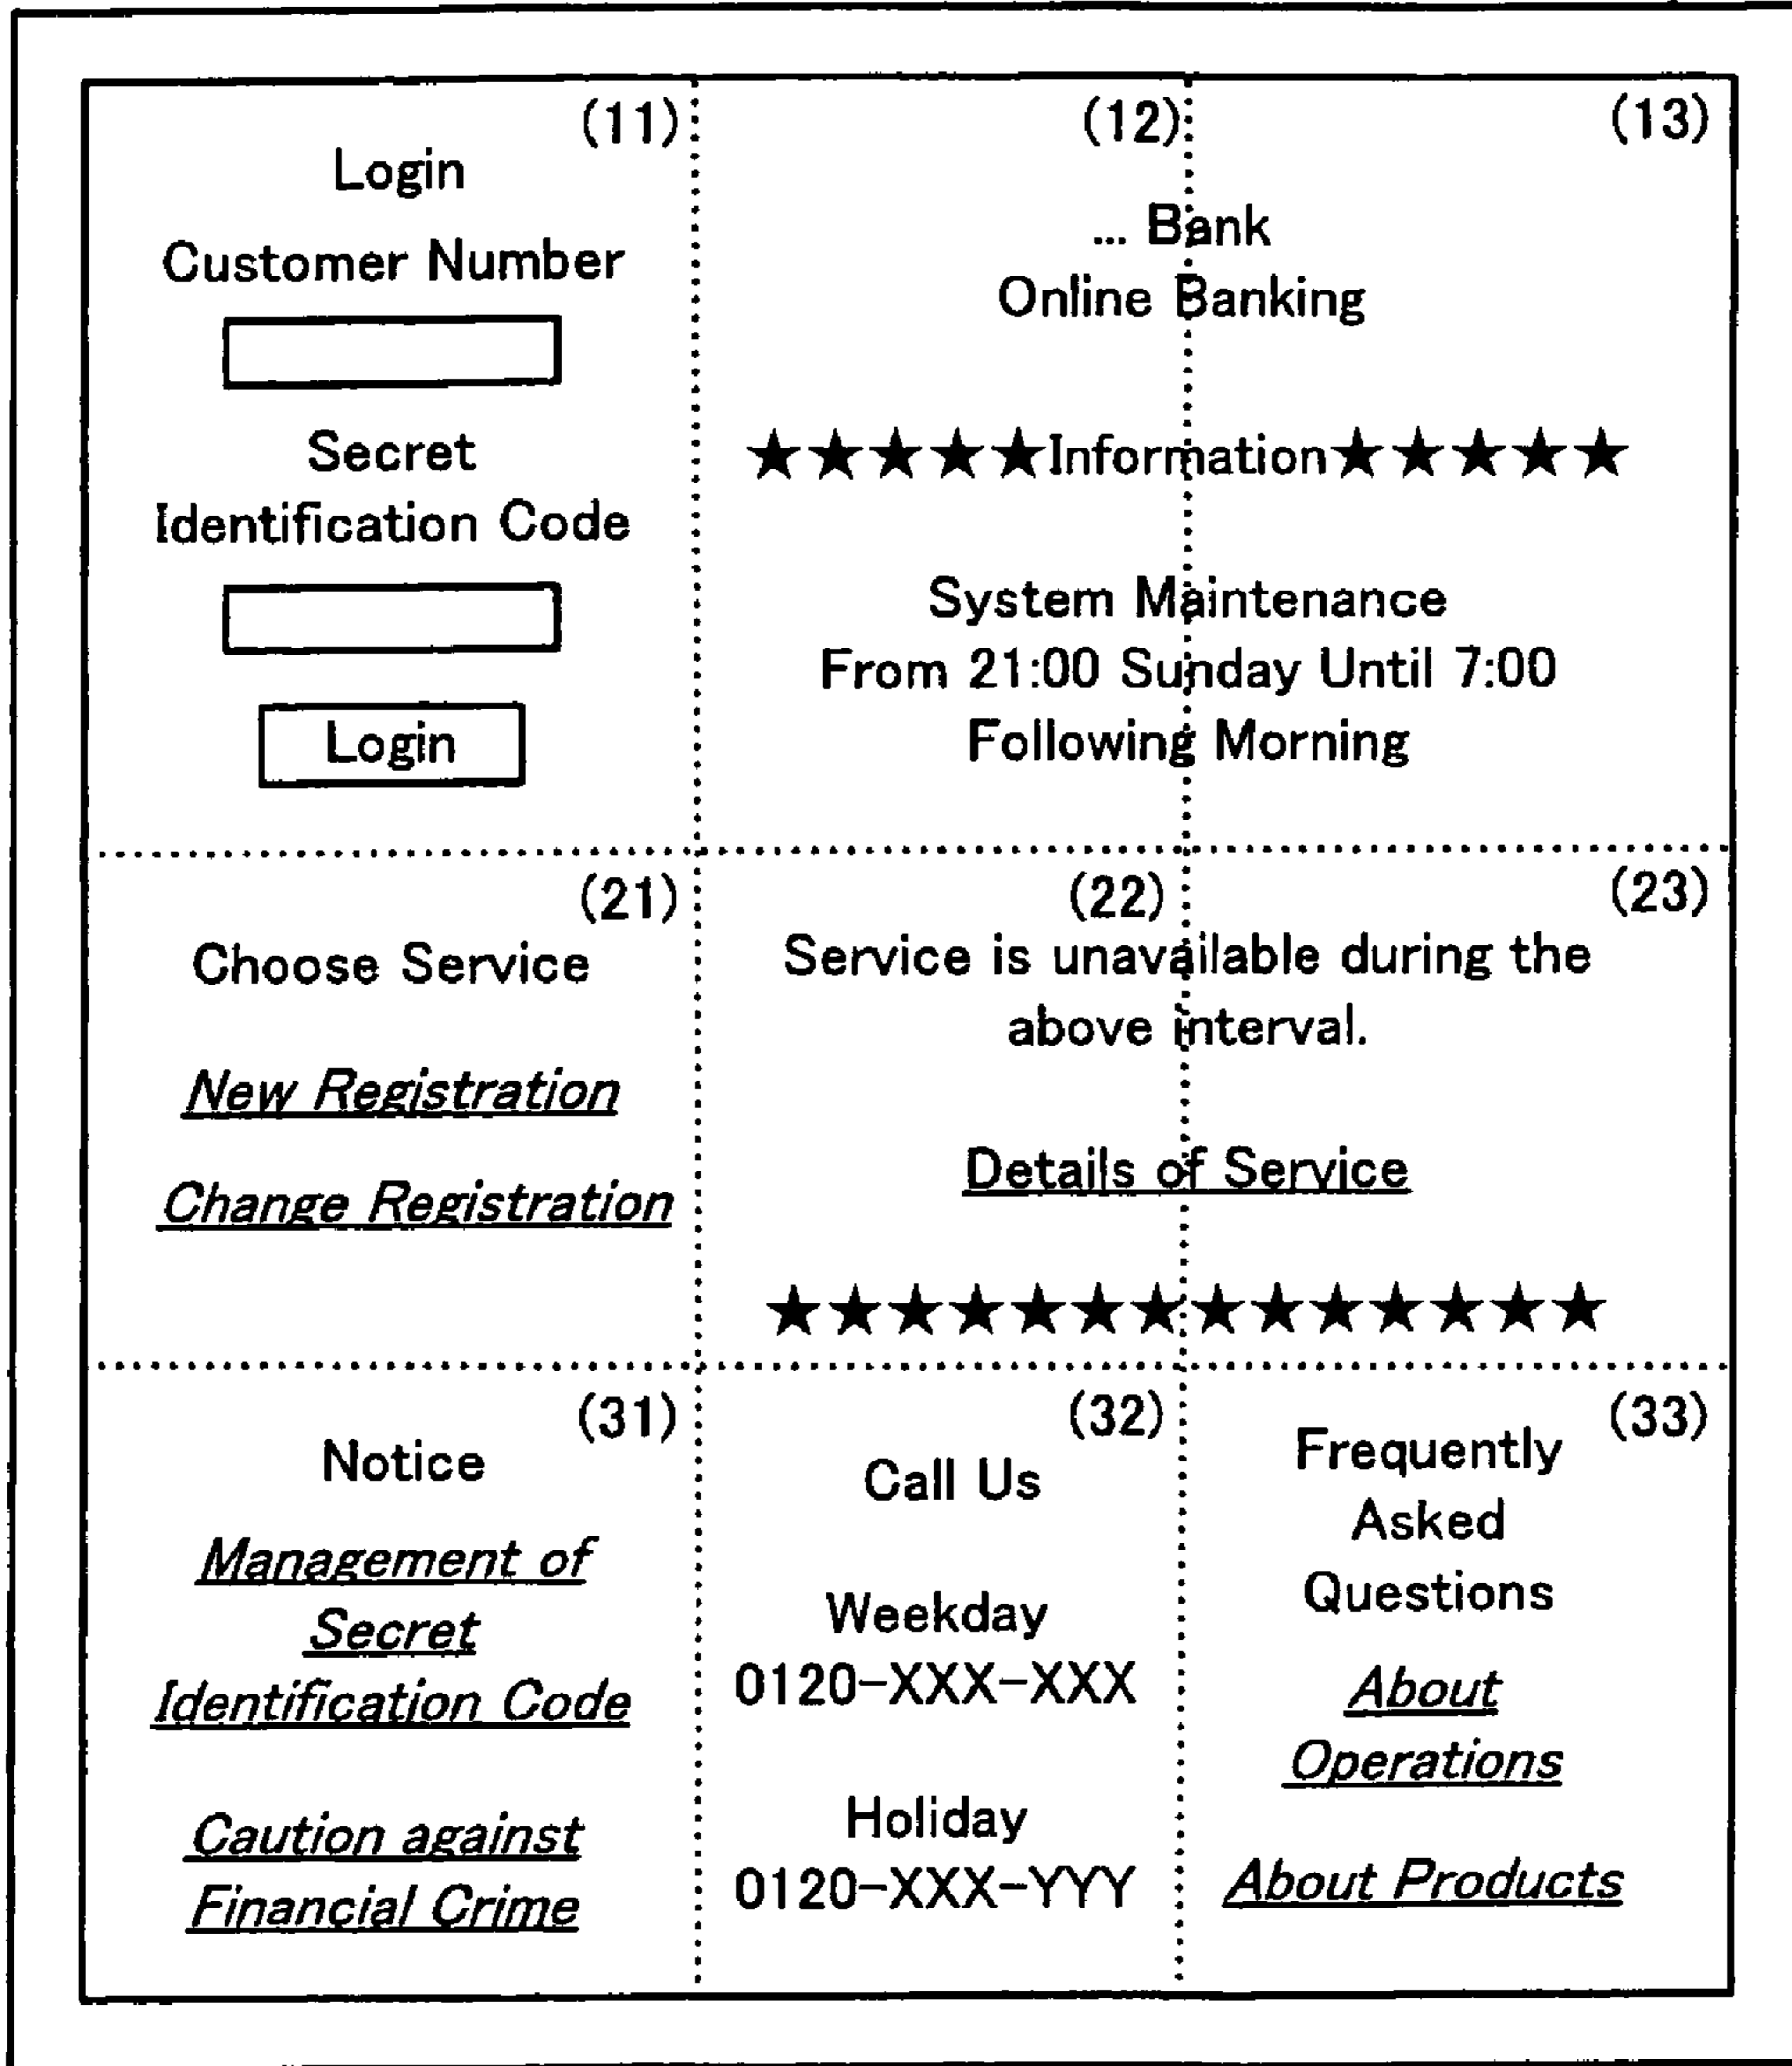 (11)
Login
Customer Number
Secret
Identification Code
Login
(12)
(13)
... Bank
Online Banking
★★★★★Information★★★★★
System Maintenance
From 21:00 Sunday Until 7:00
Following Morning
(21)
Choose Service
New Registration
Change Registration
(22)
(23)
Service is unavailable during the
above interval.
Details of Service
★★★★★★★★★★★★★★
(31)
Notice
Management of
Secret
Identification Code
Caution against
Financial Crime
(32)
Call Us
Weekday
0120-XXX-XXX
Holiday
0120-XXX-YYY
(33)
Frequently
Asked
Questions
About
Operations
About Products